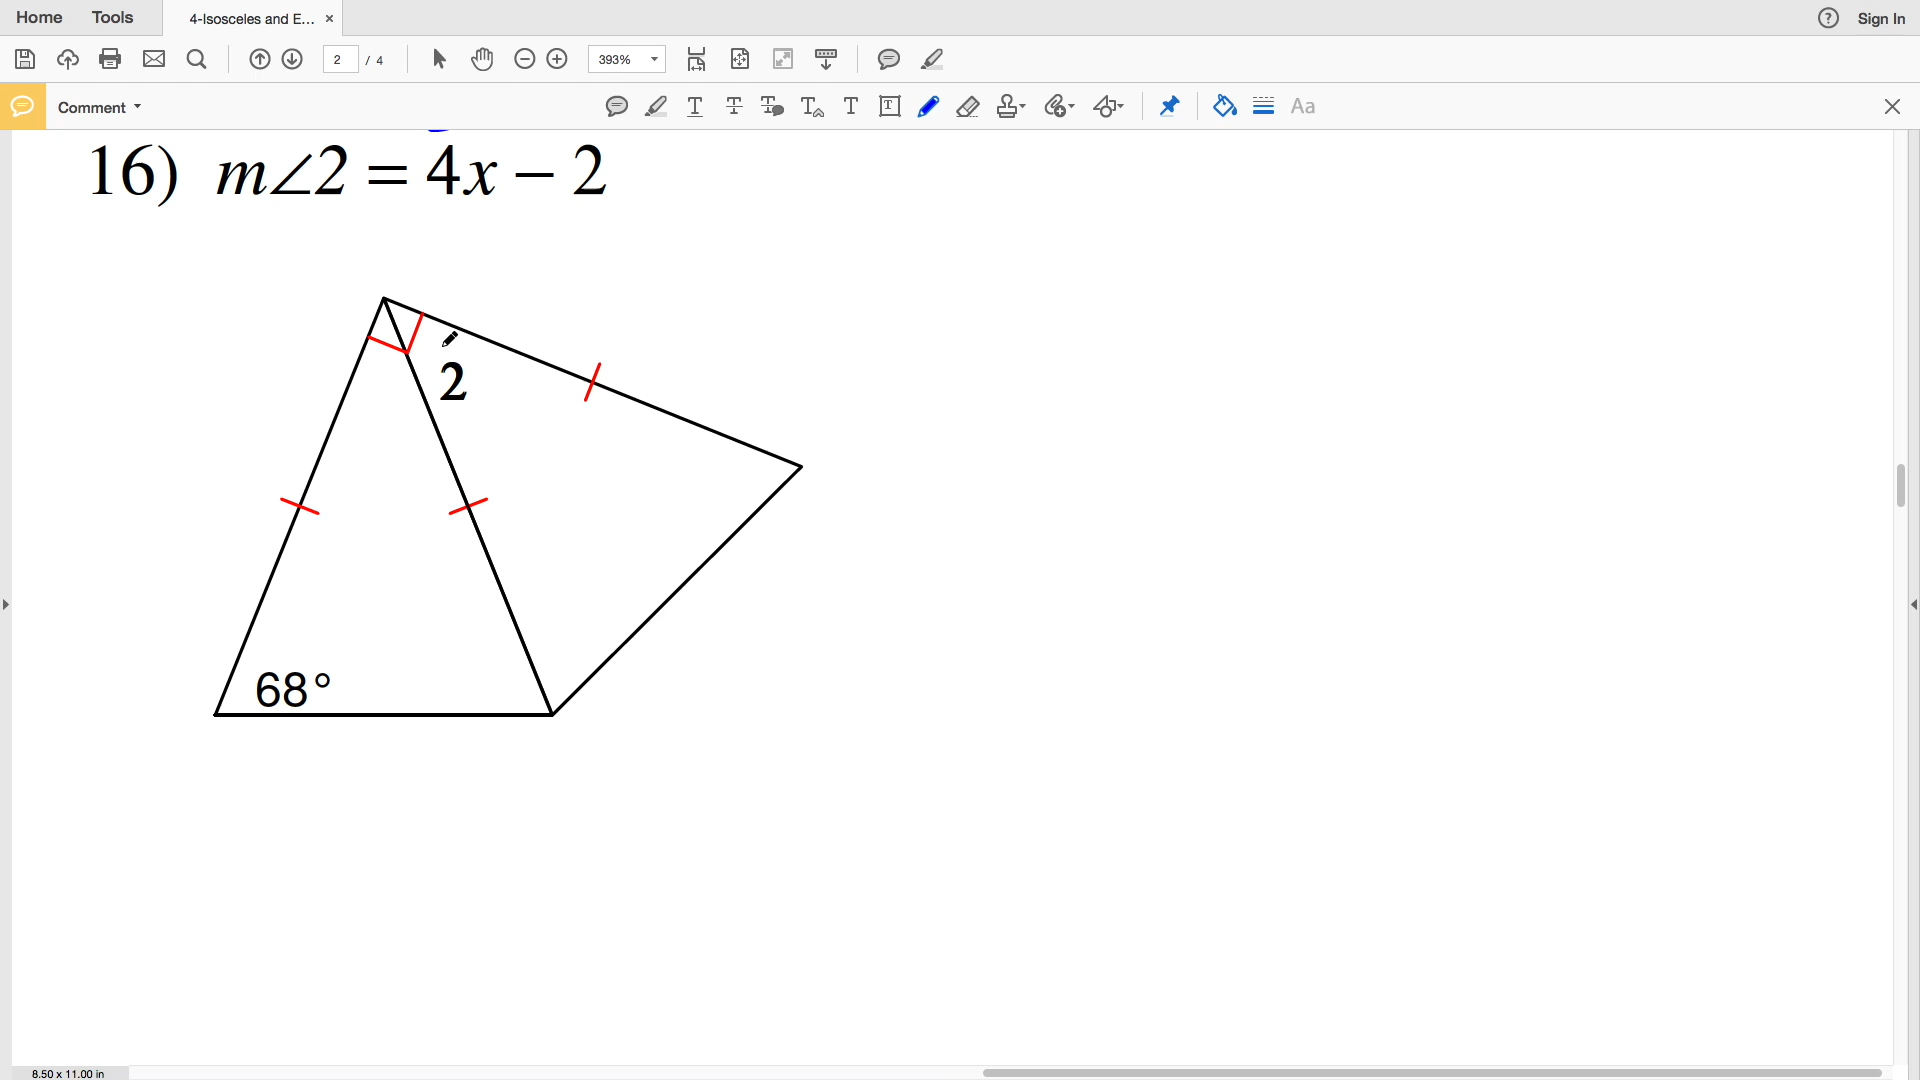 Home Tools 4-Isosceles and E... × ? Sign In
2 / 4 393%
Comment Aa
16) m∠2 = 4x − 2
2
68°
8.50 x 11.00 in